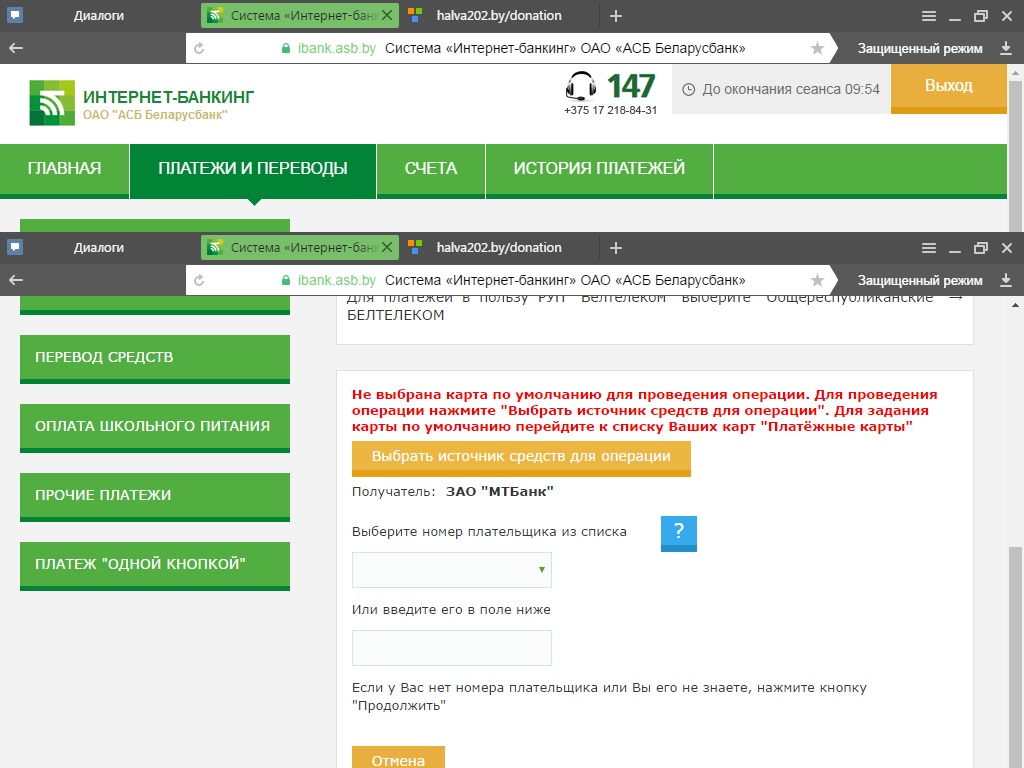 Диалоги
Система «Интернет-банк
halva202.by/donation
ibank.asb.by Система «Интернет-банкинг» ОАО «АСБ Беларусбанк»
Защищенный режим
ИНТЕРНЕТ-БАНКИНГ
ОАО "АСБ Беларусбанк"
147
+375 17 218-84-31
До окончания сеанса 09:54
Выход
ГЛАВНАЯ
ПЛАТЕЖИ И ПЕРЕВОДЫ
СЧЕТА
ИСТОРИЯ ПЛАТЕЖЕЙ
Диалоги
Система «Интернет-банк
halva202.by/donation
ibank.asb.by Система «Интернет-банкинг» ОАО «АСБ Беларусбанк»
Защищенный режим
Для платежей в пользу РУП "Белтелеком" выберите "Общереспубликанские →
БЕЛТЕЛЕКОМ
ПЕРЕВОД СРЕДСТВ
ОПЛАТА ШКОЛЬНОГО ПИТАНИЯ
ПРОЧИЕ ПЛАТЕЖИ
ПЛАТЕЖ "ОДНОЙ КНОПКОЙ"
Не выбрана карта по умолчанию для проведения операции. Для проведения
операции нажмите "Выбрать источник средств для операции". Для задания
карты по умолчанию перейдите к списку Ваших карт "Платёжные карты"
Выбрать источник средств для операции
Получатель: ЗАО "МТБанк"
Выберите номер плательщика из списка
?
Или введите его в поле ниже
Если у Вас нет номера плательщика или Вы его не знаете, нажмите кнопку
"Продолжить"
Отмена